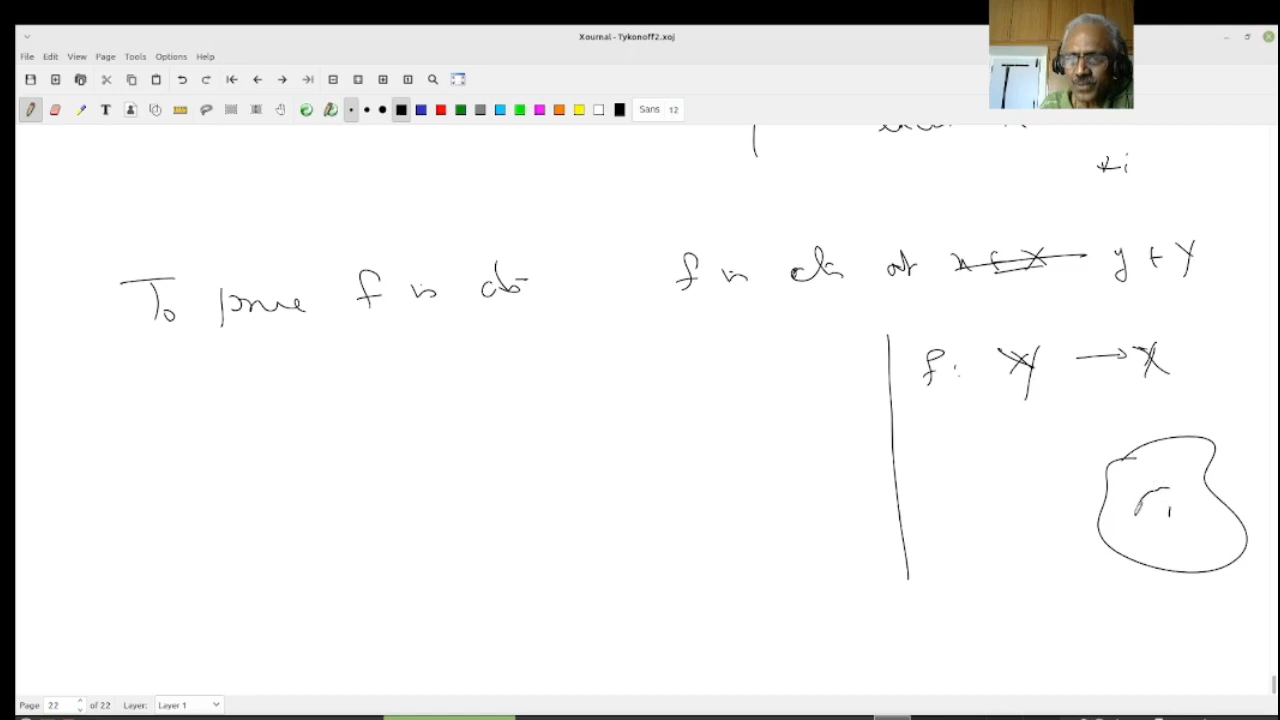 Xournal - Tykonoff2.xoj
File Edit View Page Tools Options Help
Sans 12
To prove f is cts
f is cts at x ∈ X y ∈ Y
f: Y → X
Page 22 of 22 Layer: Layer 1